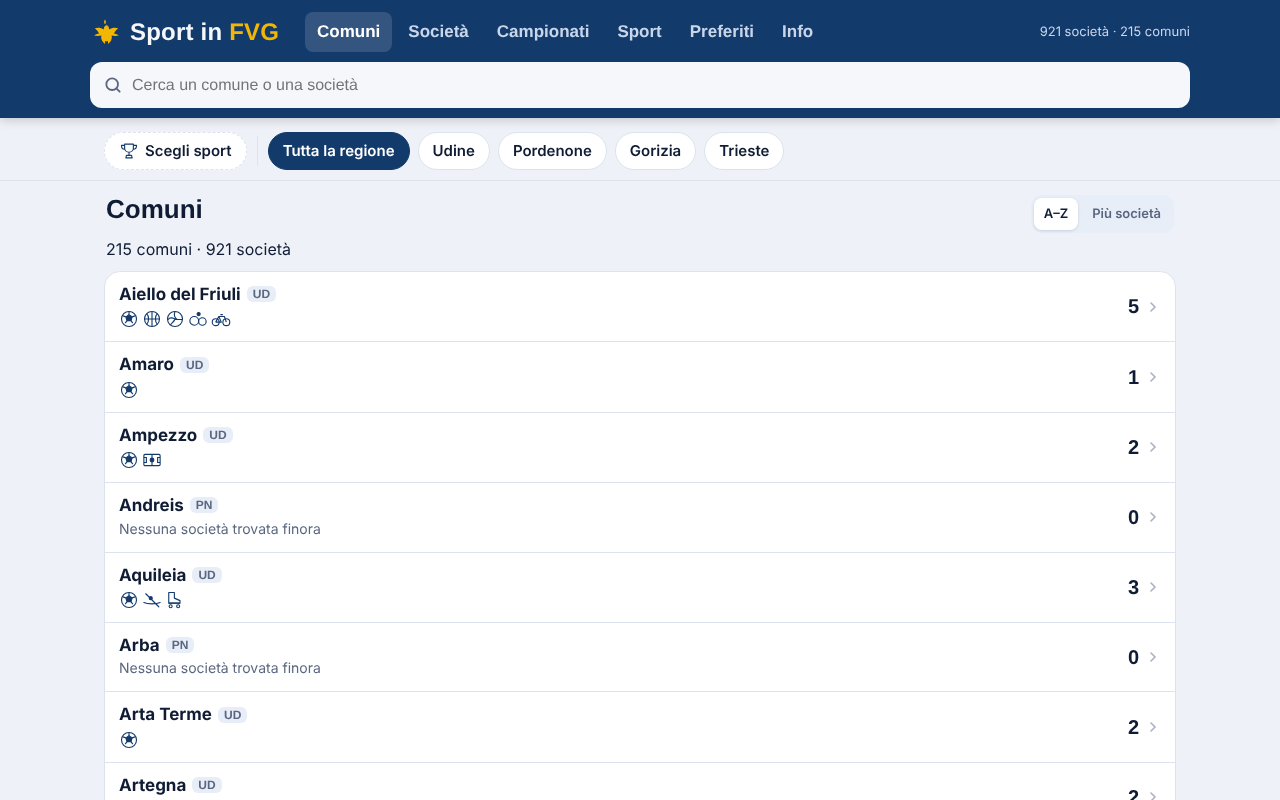 Sport in FVG
Comuni
Società
Campionati
Sport
Preferiti
Info
921 società · 215 comuni
Cerca un comune o una società
Scegli sport
Tutta la regione
Udine
Pordenone
Gorizia
Trieste
Comuni
A–Z
Più società
215 comuni · 921 società
Aiello del Friuli UD
5
Amaro UD
1
Ampezzo UD
2
Andreis PN
Nessuna società trovata finora
0
Aquileia UD
3
Arba PN
Nessuna società trovata finora
0
Arta Terme UD
2
Artegna UD
2